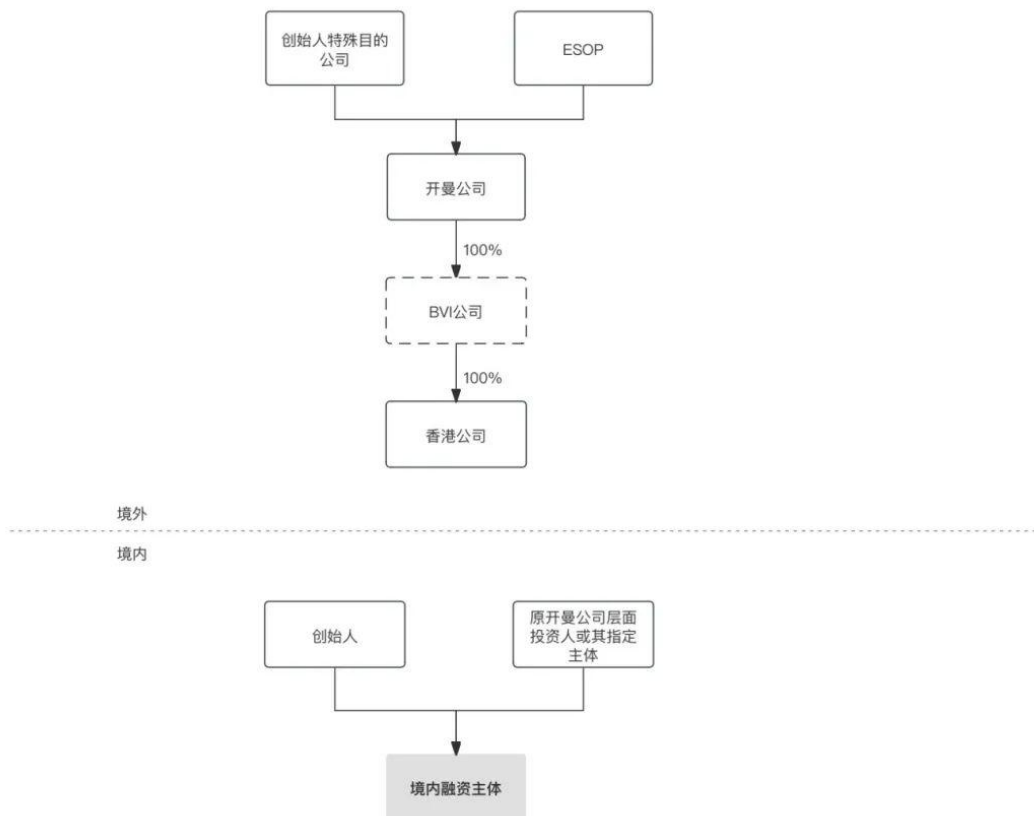 创始人特殊目的
公司
ESOP
开曼公司
100%
BVI公司
100%
香港公司
境外
境内
创始人
原开曼公司层面
投资人或其指定
主体
境内融资主体